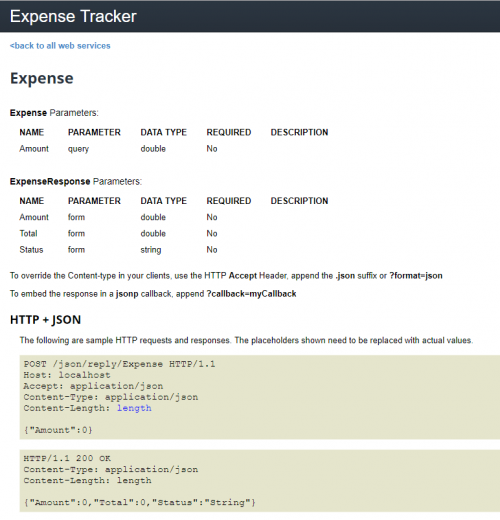 Expense Tracker
<back to all web services
Expense
Expense Parameters:
NAME PARAMETER DATA TYPE REQUIRED DESCRIPTION
Amount query double No
ExpenseResponse Parameters:
NAME PARAMETER DATA TYPE REQUIRED DESCRIPTION
Amount form double No
Total form double No
Status form string No
To override the Content-type in your clients, use the HTTP Accept Header, append the .json suffix or ?format=json
To embed the response in a jsonp callback, append ?callback=myCallback
HTTP + JSON
The following are sample HTTP requests and responses. The placeholders shown need to be replaced with actual values.
POST /json/reply/Expense HTTP/1.1
Host: localhost
Accept: application/json
Content-Type: application/json
Content-Length: length
{"Amount":0}
HTTP/1.1 200 OK
Content-Type: application/json
Content-Length: length
{"Amount":0,"Total":0,"Status":"String"}